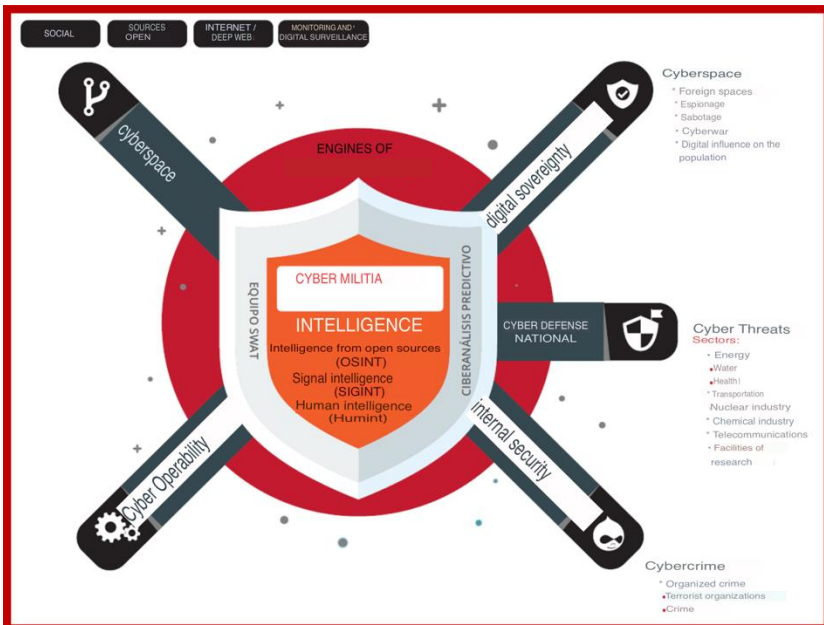 SOCIAL
SOURCES
OPEN
INTERNET /
DEEP WEB:
MONITORING AND
DIGITAL SURVEILLANCE
cyberspace
ENGINES OF
digital sovereignty
Cyberspace
* Foreign spaces
* Espionage
* Sabotage
- Cyberwar
* Digital influence on the
population
EQUIPO SWAT
CYBER MILITIA
INTELLIGENCE
Intelligence from open sources
(OSINT)
Signal intelligence
(SIGINT)
Human intelligence
(Humint)
CIBERANÁLISIS PREDICTIVO
CYBER DEFENSE
NATIONAL
Cyber Threats
Sectors:
• Energy
•Water
•Health
* Transportation
Nuclear industry
* Chemical industry
* Telecommunications
• Facilities of
research
Cyber Operability
internal security
Cybercrime
* Organized crime
•Terrorist organizations
•Crime